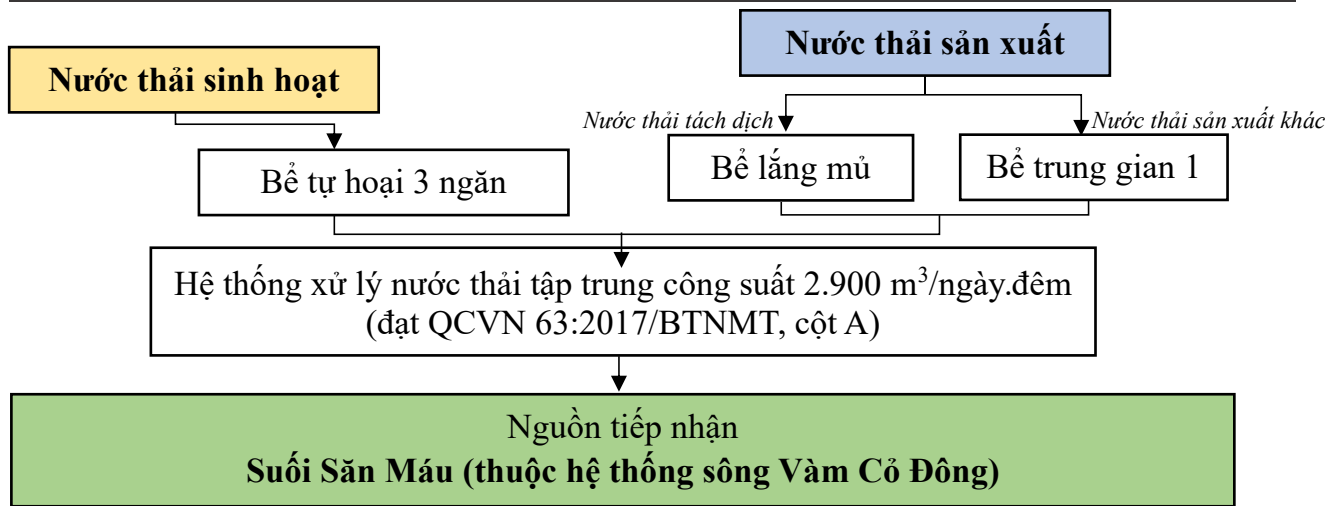 Nước thải sinh hoạt
Nước thải sản xuất
Nước thải tách dịch
Nước thải sản xuất khác
Bể tự hoại 3 ngăn
Bể lắng mủ
Bể trung gian 1
Hệ thống xử lý nước thải tập trung công suất 2.900 m³/ngày.đêm
(đạt QCVN 63:2017/BTNMT, cột A)
Nguồn tiếp nhận
Suối Săn Máu (thuộc hệ thống sông Vàm Cỏ Đông)